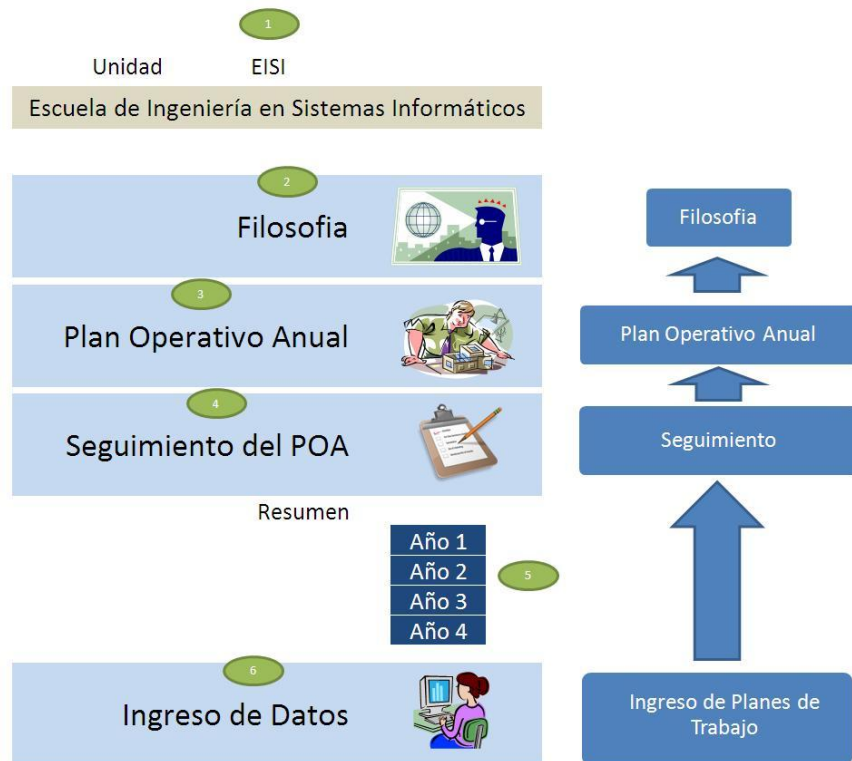 1
Unidad EISI
Escuela de Ingeniería en Sistemas Informáticos
2
Filosofia
3
Plan Operativo Anual
4
Seguimiento del POA
Resumen
Año 1
Año 2
Año 3
Año 4
5
6
Ingreso de Datos
Filosofia
Plan Operativo Anual
Seguimiento
Ingreso de Planes de
Trabajo